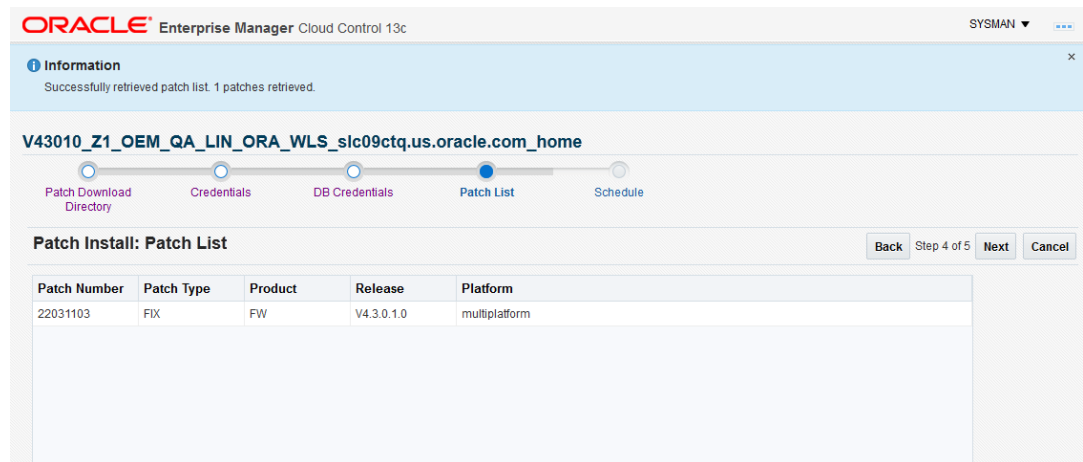 ORACLE Enterprise Manager Cloud Control 13c
SYSMAN
Information
Successfully retrieved patch list. 1 patches retrieved.
V43010_Z1_OEM_QA_LIN_ORA_WLS_slc09ctq.us.oracle.com_home
Patch Download Directory Credentials DB Credentials Patch List Schedule
Patch Install: Patch List
Back Step 4 of 5 Next Cancel
Patch Number Patch Type Product Release Platform
22031103 FIX FW V4.3.0.1.0 multiplatform